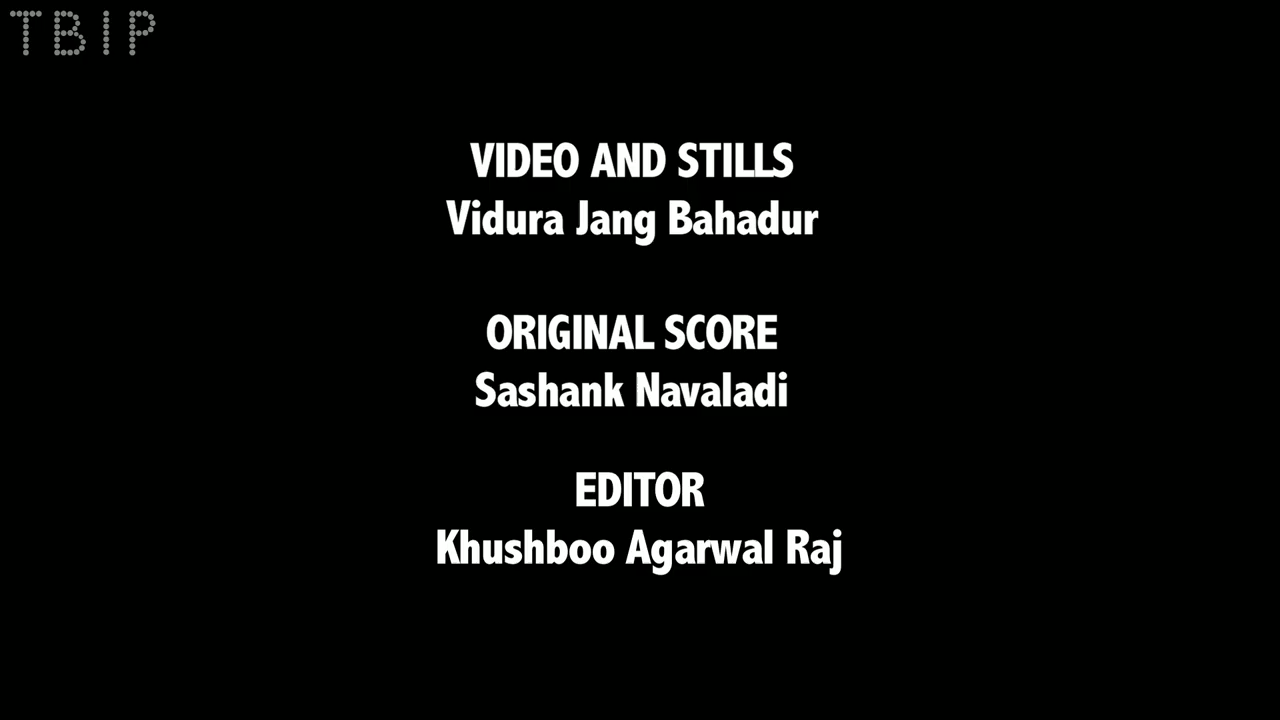 TBIP
VIDEO AND STILLS
Vidura Jang Bahadur
ORIGINAL SCORE
Sashank Navaladi
EDITOR
Khushboo Agarwal Raj